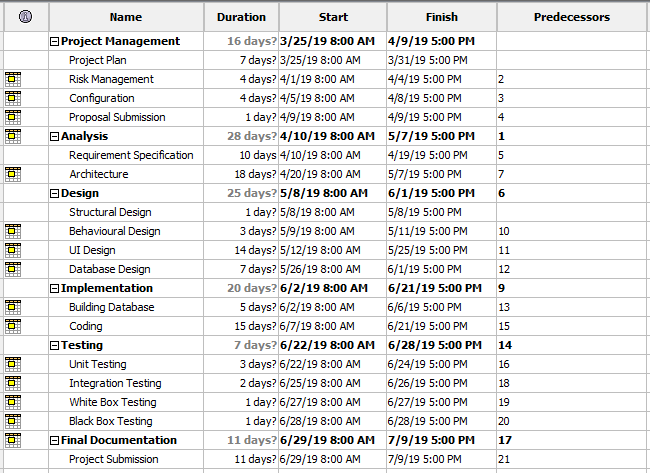 Name Duration Start Finish Predecessors
Project Management 16 days? 3/25/19 8:00 AM 4/9/19 5:00 PM
Project Plan 7 days? 3/25/19 8:00 AM 3/31/19 5:00 PM
Risk Management 4 days? 4/1/19 8:00 AM 4/4/19 5:00 PM 2
Configuration 4 days? 4/5/19 8:00 AM 4/8/19 5:00 PM 3
Proposal Submission 1 day? 4/9/19 8:00 AM 4/9/19 5:00 PM 4
Analysis 28 days? 4/10/19 8:00 AM 5/7/19 5:00 PM 1
Requirement Specification 10 days 4/10/19 8:00 AM 4/19/19 5:00 PM 5
Architecture 18 days? 4/20/19 8:00 AM 5/7/19 5:00 PM 7
Design 25 days? 5/8/19 8:00 AM 6/1/19 5:00 PM 6
Structural Design 1 day? 5/8/19 8:00 AM 5/8/19 5:00 PM
Behavioural Design 3 days? 5/9/19 8:00 AM 5/11/19 5:00 PM 10
UI Design 14 days? 5/12/19 8:00 AM 5/25/19 5:00 PM 11
Database Design 7 days? 5/26/19 8:00 AM 6/1/19 5:00 PM 12
Implementation 20 days? 6/2/19 8:00 AM 6/21/19 5:00 PM 9
Building Database 5 days? 6/2/19 8:00 AM 6/6/19 5:00 PM 13
Coding 15 days? 6/7/19 8:00 AM 6/21/19 5:00 PM 15
Testing 7 days? 6/22/19 8:00 AM 6/28/19 5:00 PM 14
Unit Testing 3 days? 6/22/19 8:00 AM 6/24/19 5:00 PM 16
Integration Testing 2 days? 6/25/19 8:00 AM 6/26/19 5:00 PM 18
White Box Testing 1 day? 6/27/19 8:00 AM 6/27/19 5:00 PM 19
Black Box Testing 1 day? 6/28/19 8:00 AM 6/28/19 5:00 PM 20
Final Documentation 11 days? 6/29/19 8:00 AM 7/9/19 5:00 PM 17
Project Submission 11 days? 6/29/19 8:00 AM 7/9/19 5:00 PM 21